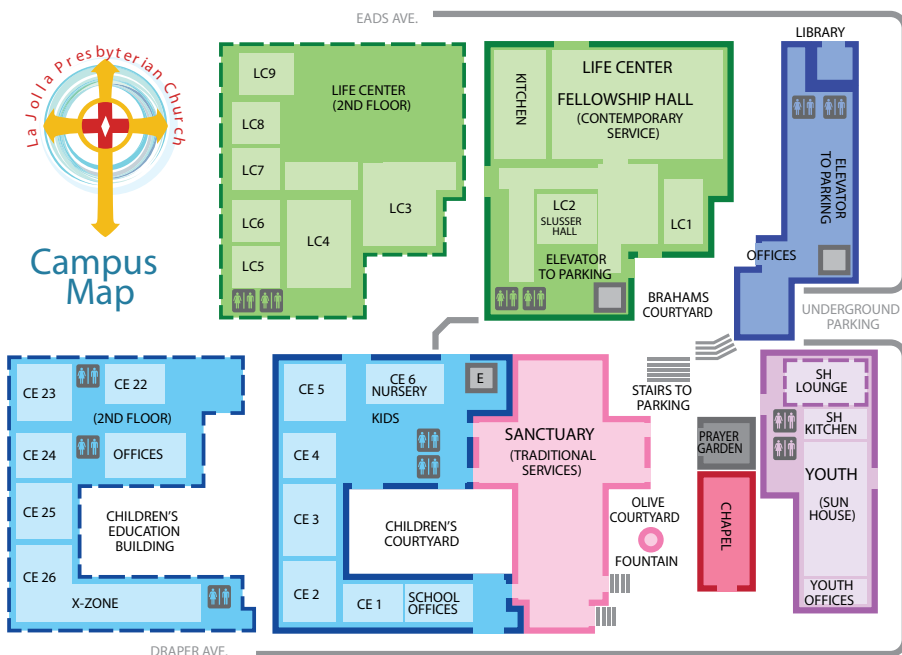 EADS AVE.
La Jolla Presbyterian Church
Campus
Map
LC9
LIFE CENTER
(2ND FLOOR)
LC8
LC7
LC6
LC5
LC4
LC3
KITCHEN
LIFE CENTER
FELLOWSHIP HALL
(CONTEMPORARY
SERVICE)
LC2
SLUSSER
HALL
LC1
ELEVATOR
TO PARKING
BRAHAMS
COURTYARD
LIBRARY
ELEVATOR
TO PARKING
OFFICES
UNDERGROUND
PARKING
STAIRS TO
PARKING
CE 23
CE 22
(2ND FLOOR)
CE 24
OFFICES
CE 25
CHILDREN'S
EDUCATION
BUILDING
CE 26
X-ZONE
CE 5
CE 6
NURSERY
E
KIDS
CE 4
CE 3
CHILDREN'S
COURTYARD
CE 2
CE 1
SCHOOL
OFFICES
SANCTUARY
(TRADITIONAL
SERVICES)
OLIVE
COURTYARD
FOUNTAIN
PRAYER
GARDEN
CHAPEL
SH
LOUNGE
SH
KITCHEN
YOUTH
(SUN
HOUSE)
YOUTH
OFFICES
DRAPER AVE.